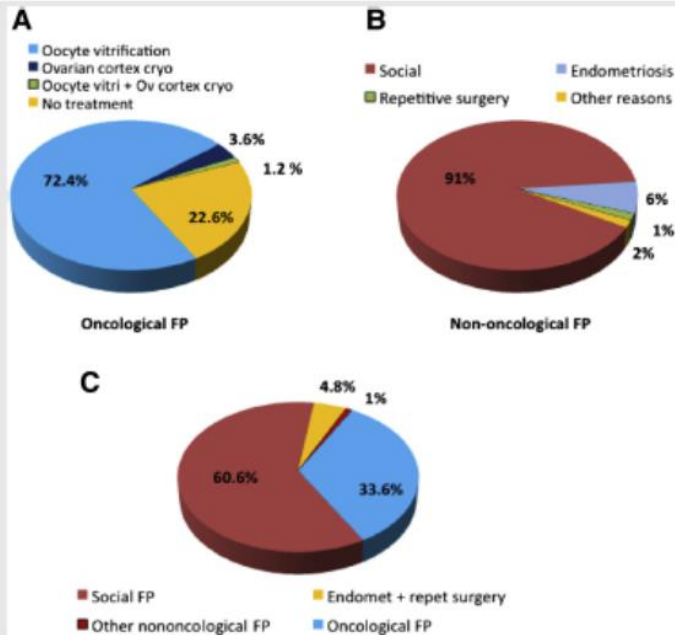 A
Oocyte vitrification
Ovarian cortex cryo
Oocyte vitri + Ov cortex cryo
No treatment
3.6%
1.2 %
72.4%
22.6%
Oncological FP
B
Social Endometriosis
Repetitive surgery Other reasons
91%
6%
1%
2%
Non-oncological FP
C
4.8%
1%
60.6%
33.6%
Social FP Endomet + repet surgery
Other nononcological FP Oncological FP